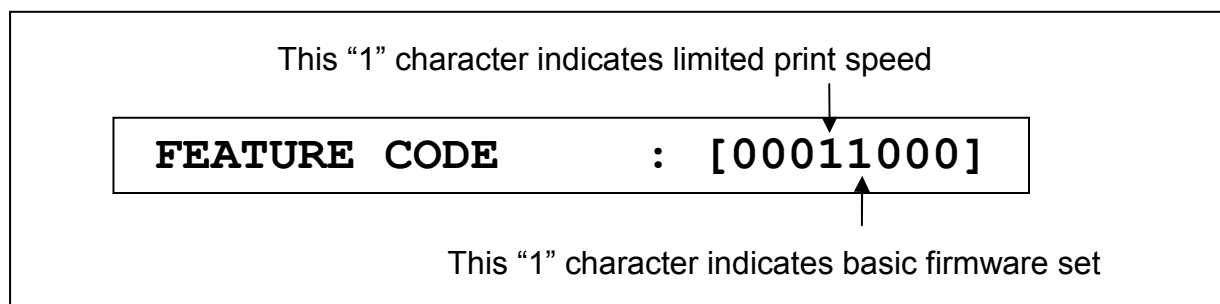 This “1” character indicates limited print speed
FEATURE CODE : [00011000]
This “1” character indicates basic firmware set